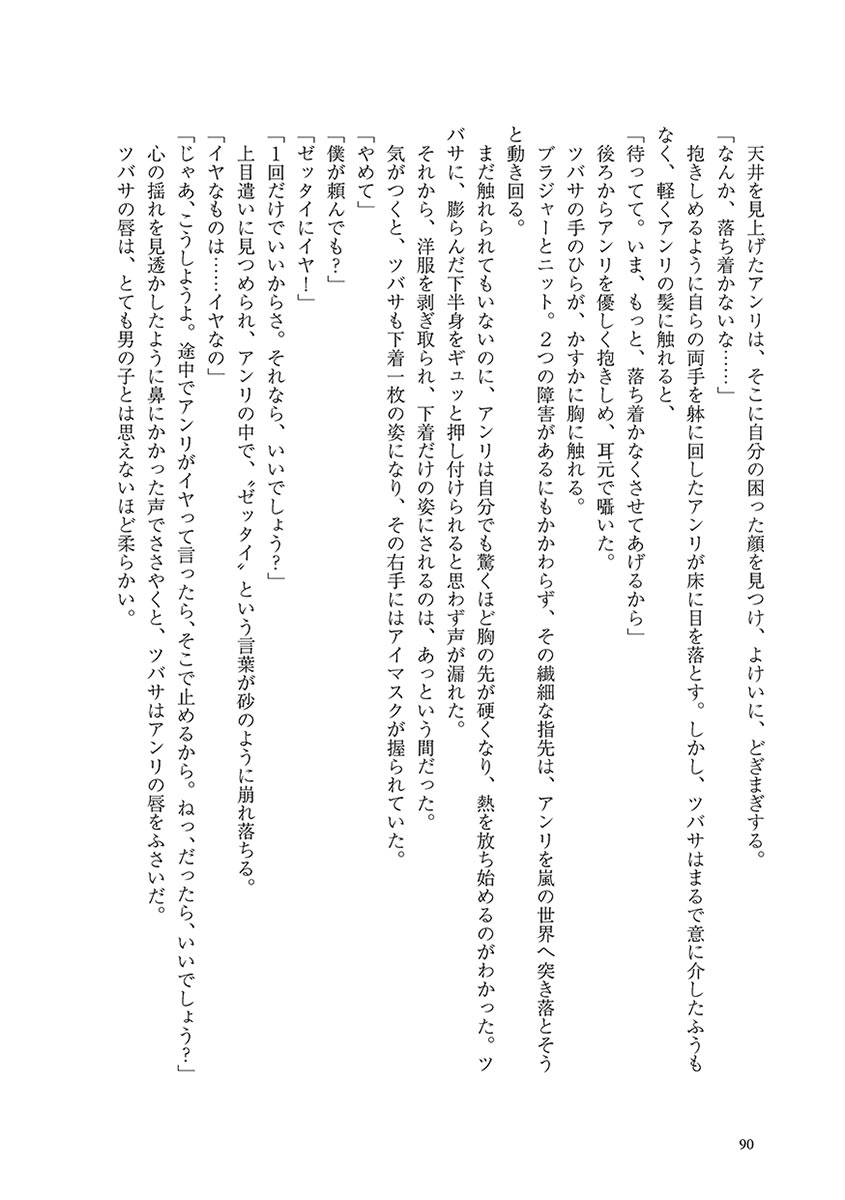 天井を見上げたアンリは、そこに自分の困った顔を見つけ、よけいに、どぎまぎする。
「なんか、落ち着かないな……」
抱きしめるように自らの両手を躰に回したアンリが床に目を落とす。しかし、ツバサはまるで意に介したふうも
なく、軽くアンリの髪に触れると、
「待ってて。いま、もっと、落ち着かなくさせてあげるから」
後ろからアンリを優しく抱きしめ、耳元で囁いた。
ツバサの手のひらが、かすかに胸に触れる。
ブラジャーとニット。２つの障害があるにもかかわらず、その繊細な指先は、アンリを嵐の世界へ突き落とそう
と動き回る。
まだ触れられてもいないのに、アンリは自分でも驚くほど胸の先が硬くなり、熱を放ち始めるのがわかった。ツ
バサに、膨らんだ下半身をギュッと押し付けられると思わず声が漏れた。
それから、洋服を剥ぎ取られ、下着だけの姿にされるのは、あっという間だった。
気がつくと、ツバサも下着一枚の姿になり、その右手にはアイマスクが握られていた。
「やめて」
「僕が頼んでも？」
「ゼッタイにイヤ！」
「１回だけでいいからさ。それなら、いいでしょう？」
上目遣いに見つめられ、アンリの中で、〝ゼッタイ〟という言葉が砂のように崩れ落ちる。
「イヤなものは……イヤなの」
「じゃあ、こうしようよ。途中でアンリがイヤって言ったら、そこで止めるから。ねっ、だったら、いいでしょう？」
心の揺れを見透かしたように鼻にかかった声でささやくと、ツバサはアンリの唇をふさいだ。
ツバサの唇は、とても男の子とは思えないほど柔らかい。
90